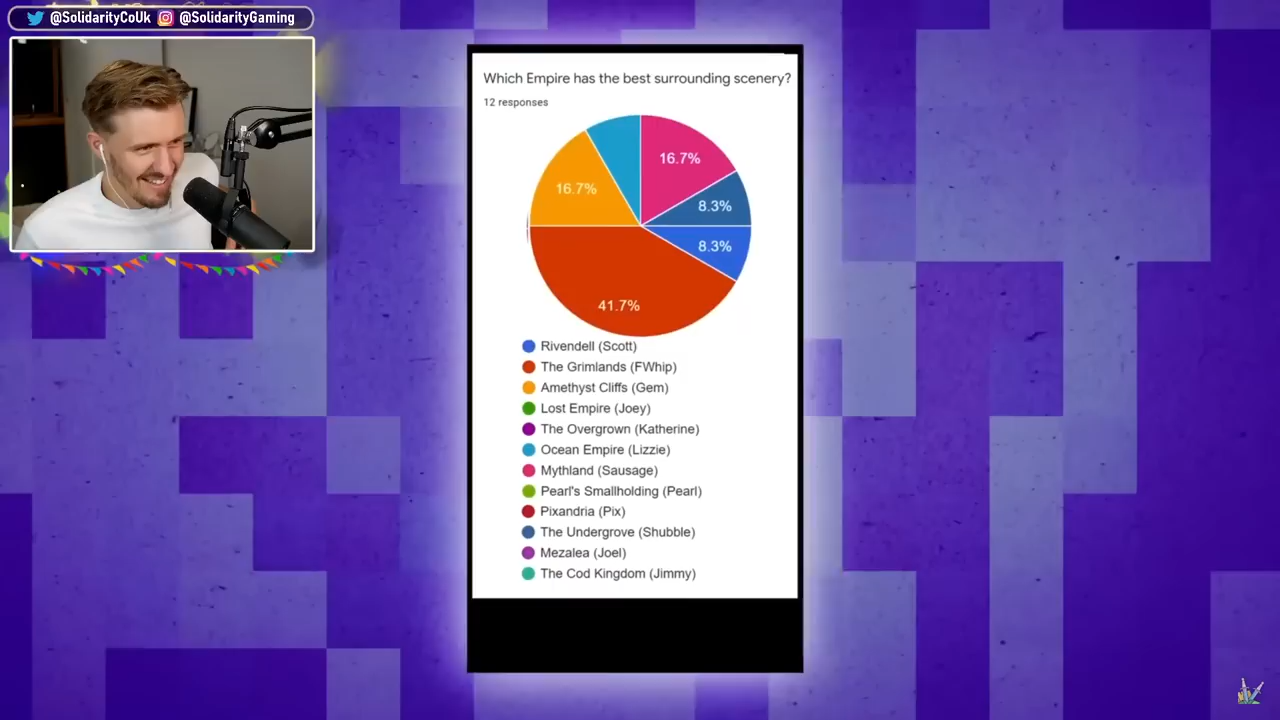 @SolidarityCoUk @SolidarityGaming
Which Empire has the best surrounding scenery?
12 responses
16.7%
16.7%
8.3%
8.3%
41.7%
Rivendell (Scott)
The Grimlands (FWhip)
Amethyst Cliffs (Gem)
Lost Empire (Joey)
The Overgrown (Katherine)
Ocean Empire (Lizzie)
Mythland (Sausage)
Pearl's Smallholding (Pearl)
Pixandria (Pix)
The Undergrove (Shubble)
Mezalea (Joel)
The Cod Kingdom (Jimmy)